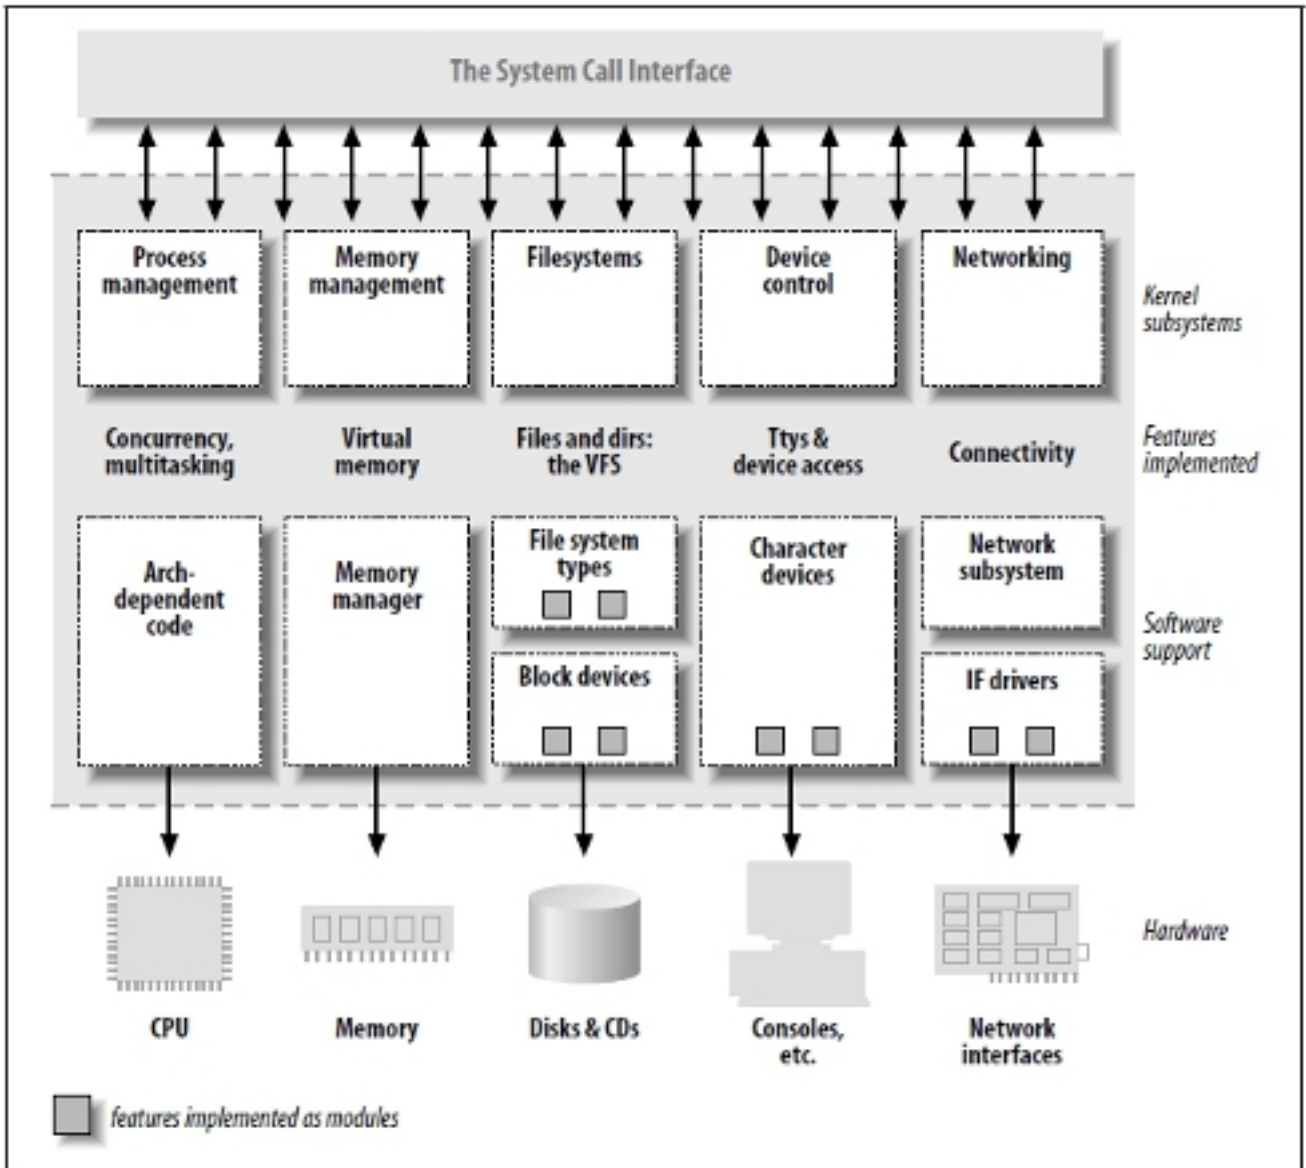 The System Call Interface
Process
management
Memory
management
Filesystems
Device
control
Networking
Kernel
subsystems
Concurrency,
multitasking
Virtual
memory
Files and dirs:
the VFS
Ttys &
device access
Connectivity
Features
implemented
Arch-
dependent
code
Memory
manager
File system
types
Block devices
Character
devices
Network
subsystem
IF drivers
Software
support
CPU
Memory
Disks & CDs
Consoles,
etc.
Network
interfaces
Hardware
features implemented as modules